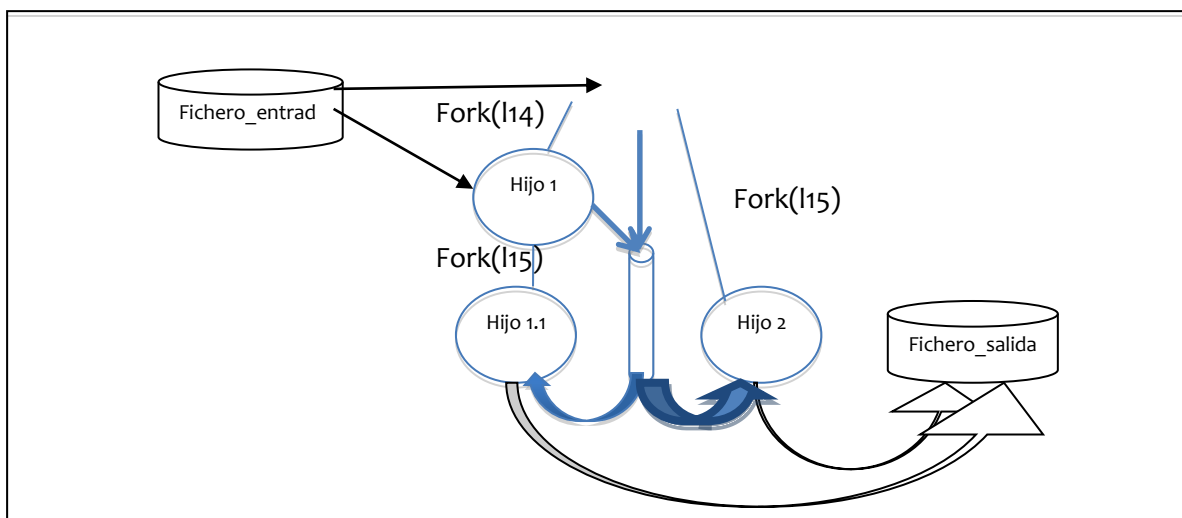 Fichero_entrad
Fork(l14)
Hijo 1
Fork(l15)
Fork(l15)
Hijo 1.1
Hijo 2
Fichero_salida